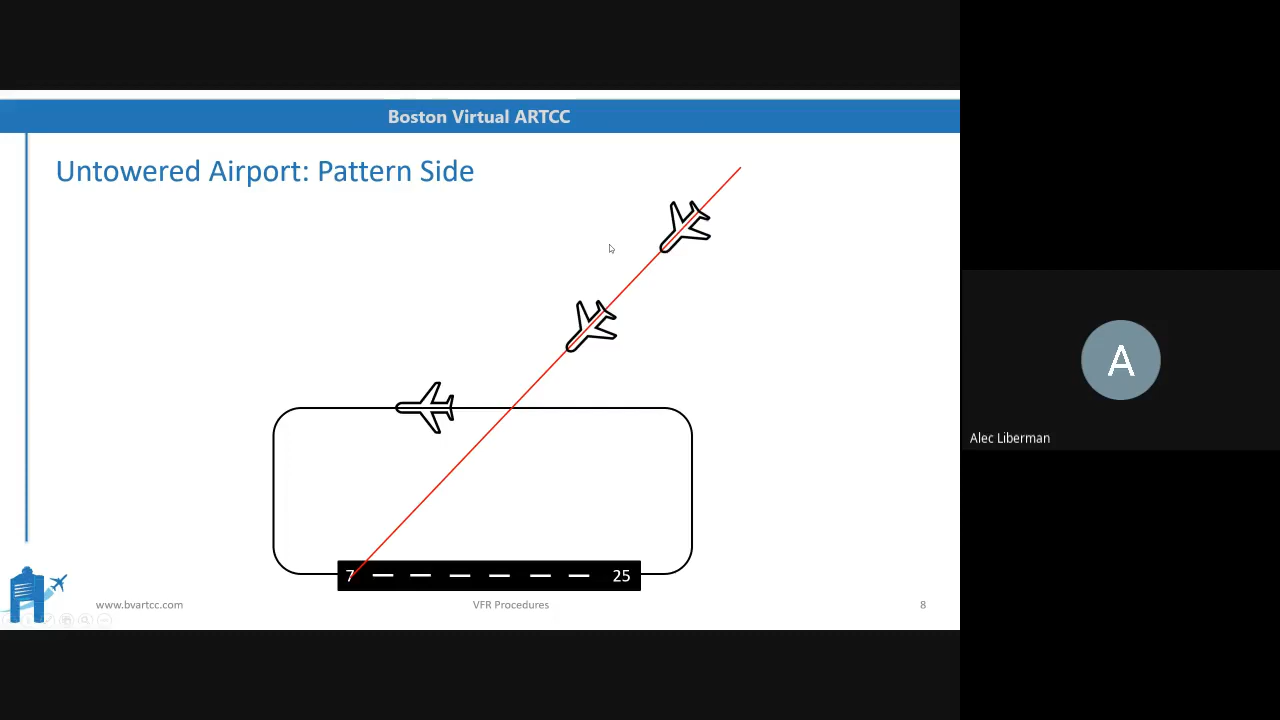 Boston Virtual ARTCC
Untowered Airport: Pattern Side
A
Alec Liberman
7 25
www.bvartcc.com VFR Procedures 8